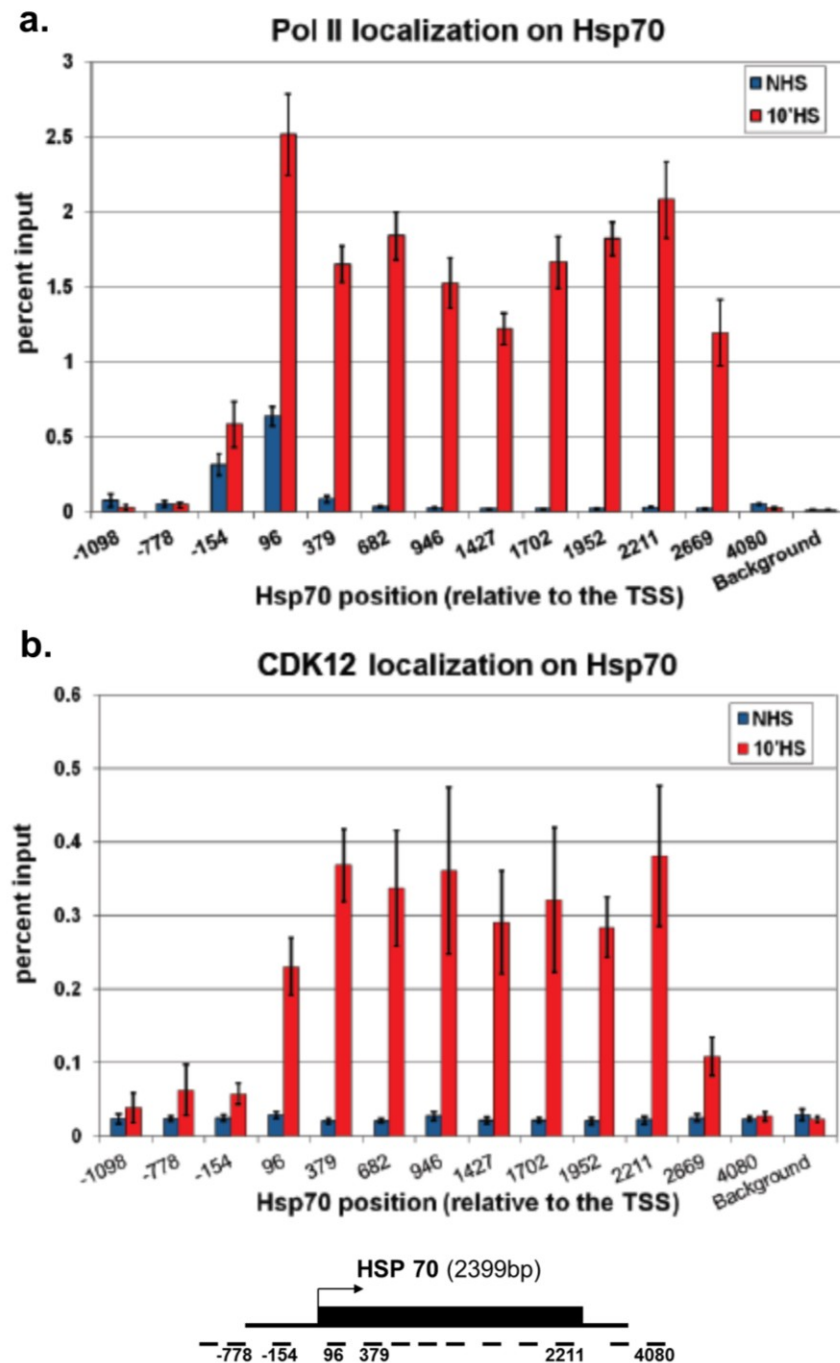 a.
Pol II localization on Hsp70
NHS
10'HS
3
2.5
2
1.5
1
0.5
0
percent input
-1098 -778 -154 96 379 682 946 1427 1702 1952 2211 2669 4080 Background
Hsp70 position (relative to the TSS)
b.
CDK12 localization on Hsp70
NHS
10'HS
0.6
0.5
0.4
0.3
0.2
0.1
0
percent input
-1098 -778 -154 96 379 682 946 1427 1702 1952 2211 2669 4080 Background
Hsp70 position (relative to the TSS)
HSP 70 (2399bp)
-778 -154 96 379 2211 4080